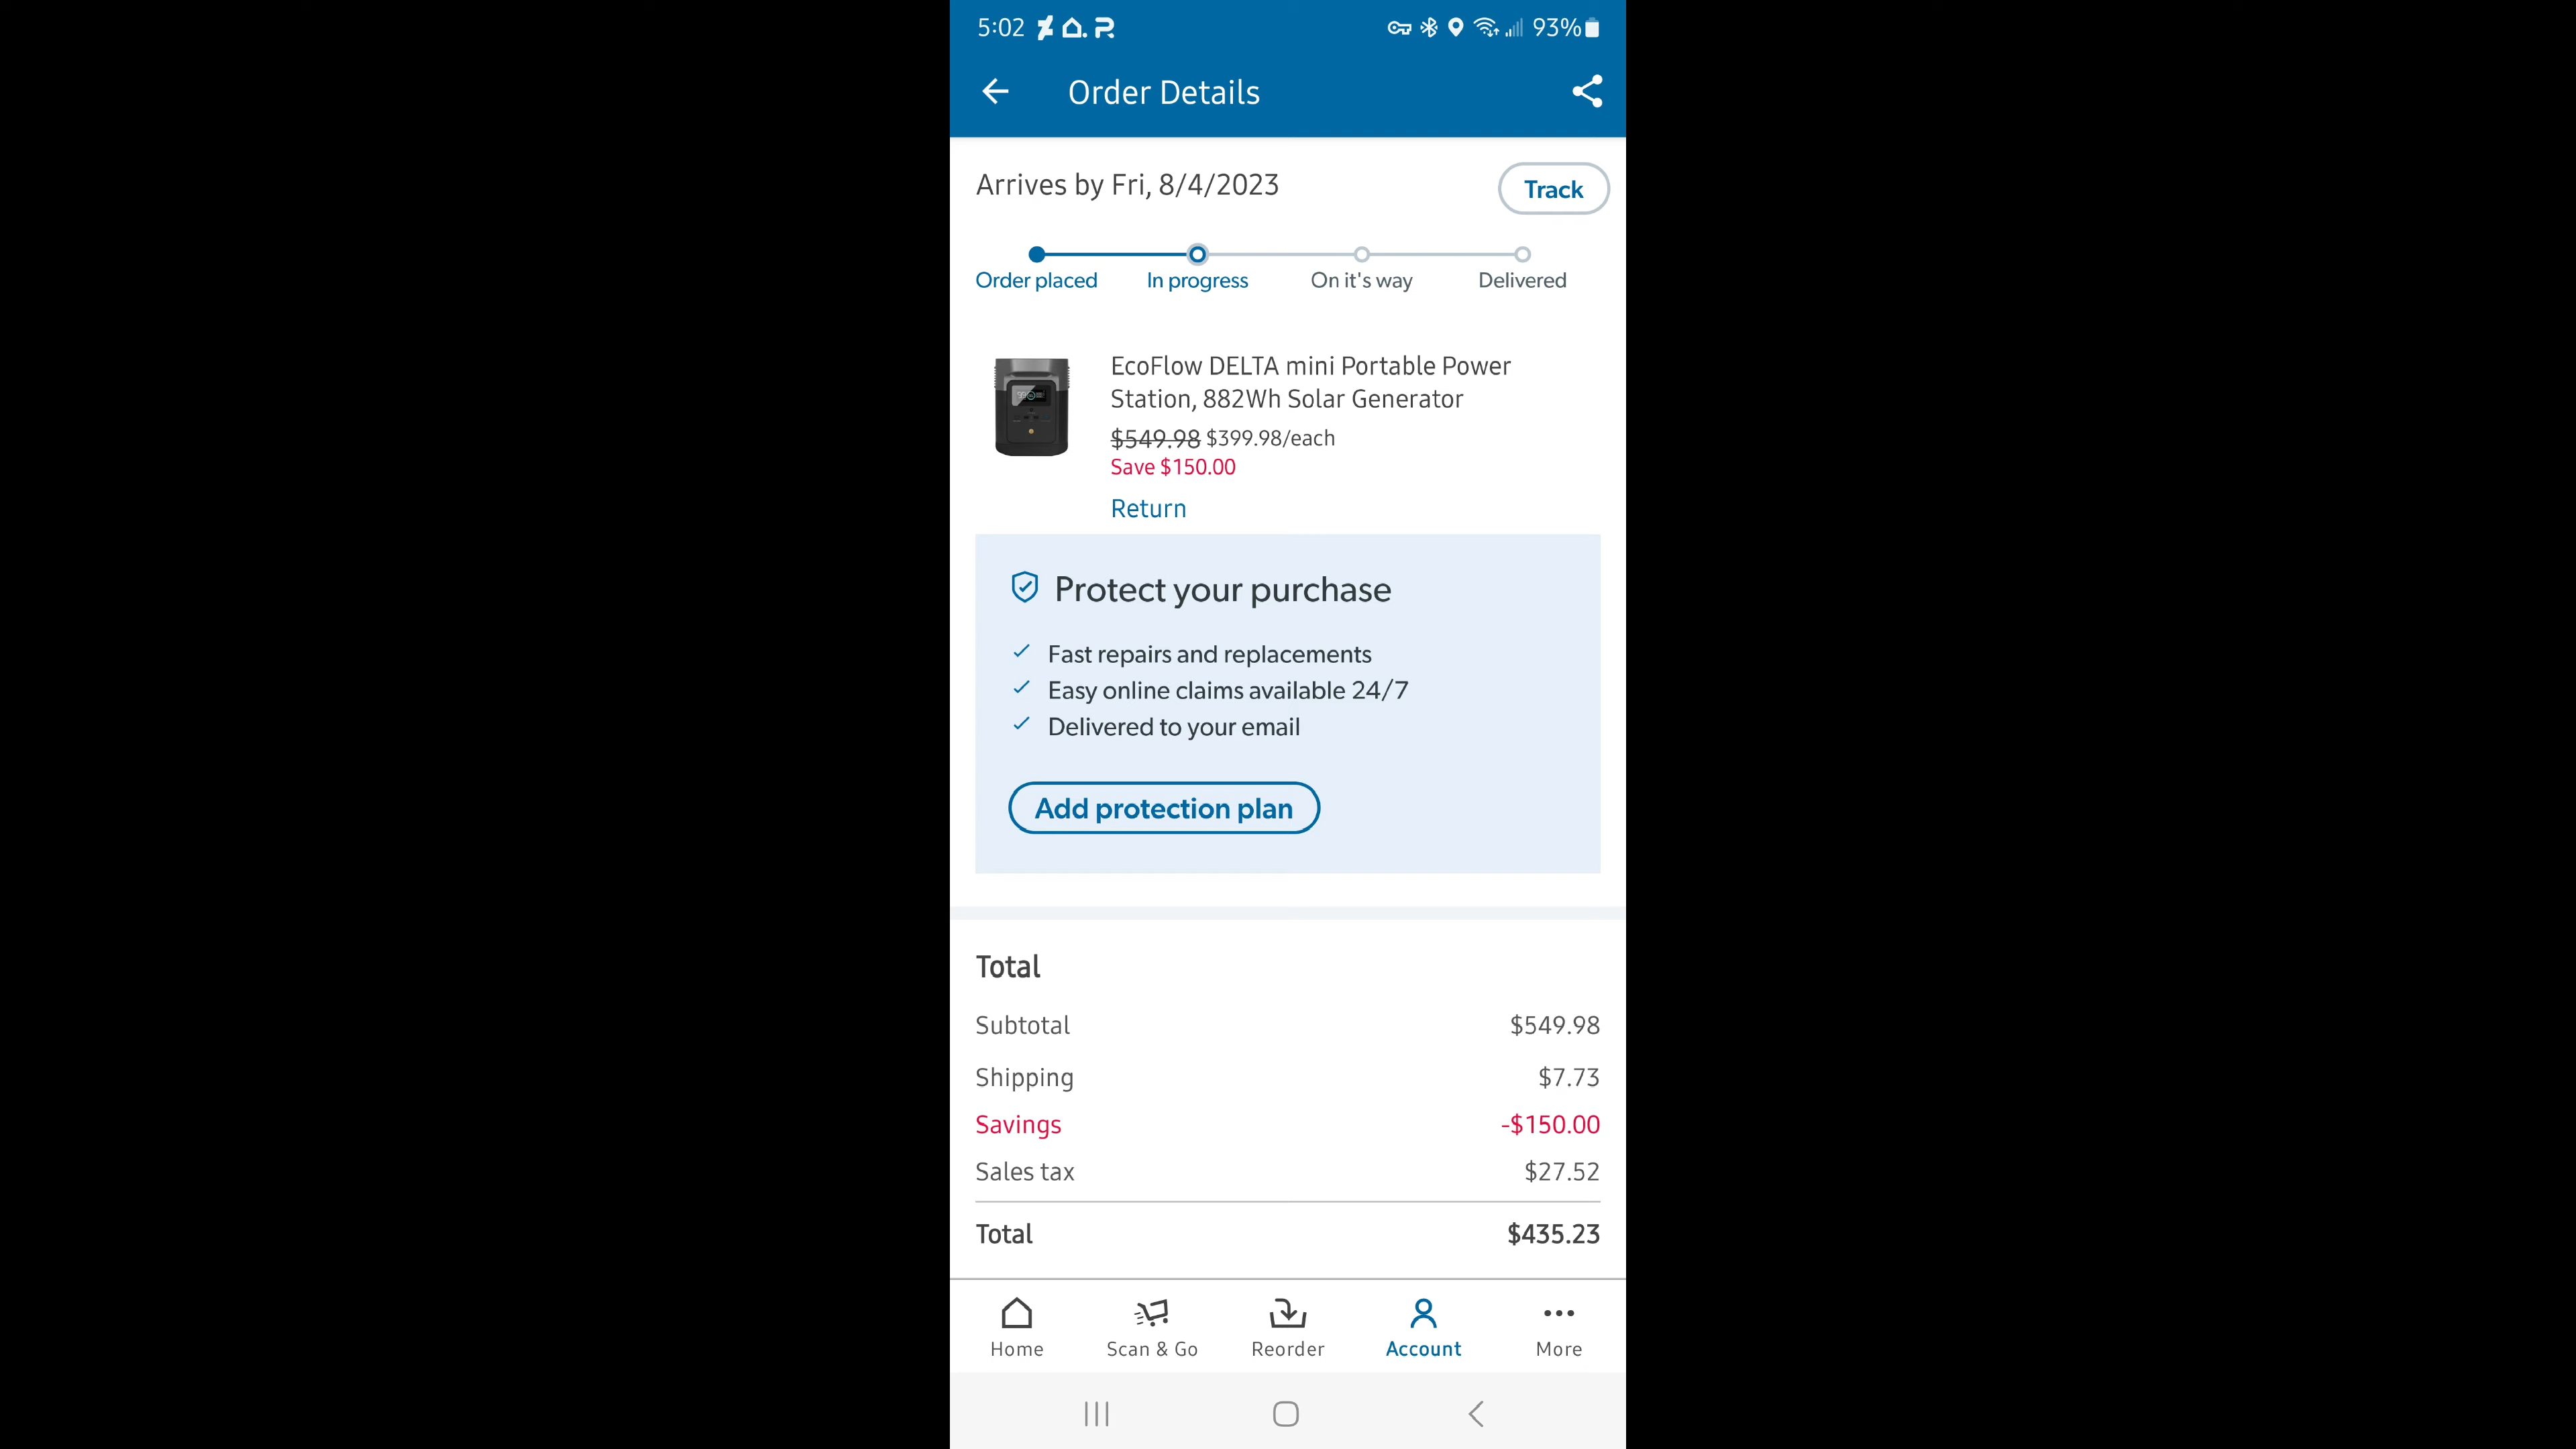 5:02
93%
Order Details
Arrives by Fri, 8/4/2023
Track
Order placed
In progress
On it's way
Delivered
EcoFlow DELTA mini Portable Power
Station, 882Wh Solar Generator
$549.98 $399.98/each
Save $150.00
Return
Protect your purchase
Fast repairs and replacements
Easy online claims available 24/7
Delivered to your email
Add protection plan
Total
Subtotal $549.98
Shipping $7.73
Savings -$150.00
Sales tax $27.52
Total $435.23
Home
Scan & Go
Reorder
Account
More